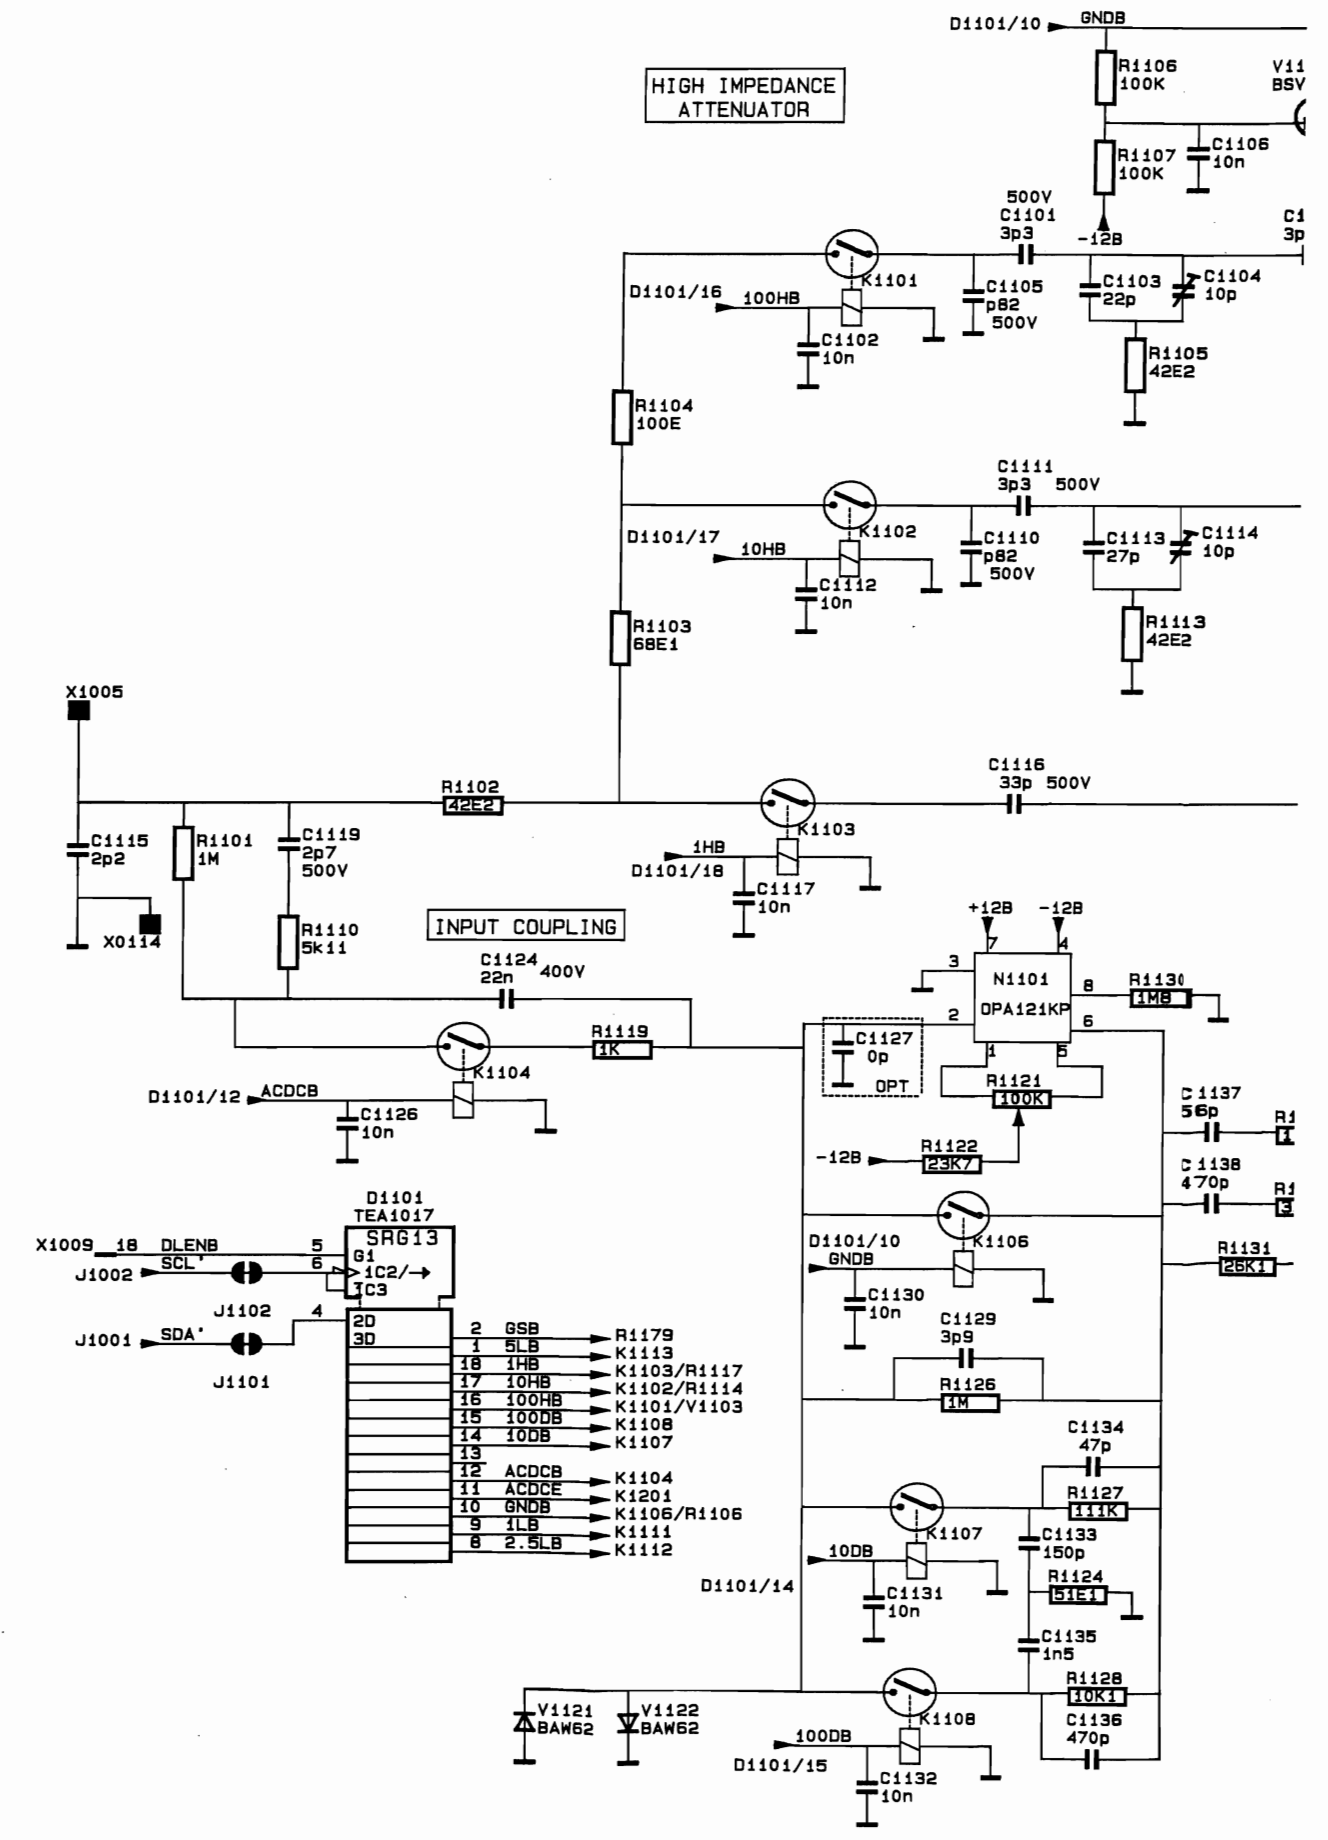 D1101/10 GNDB
HIGH IMPEDANCE
ATTENUATOR
R1106
100K
V11
BSV
R1107
100K
C1106
10n
-12B
500V
C1101
3p3
C1
3p
K1101
D1101/16 100HB
C1102
10n
C1105
p82
500V
C1103
22p
C1104
10p
R1105
42E2
R1104
100E
C1111
3p3 500V
K1102
D1101/17
10HB
C1112
10n
C1110
p82
500V
C1113
27p
C1114
10p
R1113
42E2
R1103
68E1
X1005
R1102
42E2
C1116
33p 500V
K1103
1HB
D1101/18
C1117
10n
C1115
2p2
X0114
R1101
1M
C1119
2p7
500V
R1110
5k11
INPUT COUPLING
C1124
22n 400V
R1119
1K
K1104
D1101/12 ACDCB
C1126
10n
+12B -12B
7 4
3
N1101
OPA121KP
8
R1130
1M8
2
6
1 5
C1127
0p
OPT
R1121
100K
-12B
R1122
23K7
C1137
56p
R1
1
C1138
470p
R1
3
R1131
26K1
K1106
D1101/10
GNDB
C1130
10n
C1129
3p9
R1126
1M
D1101
TEA1017
SRG13
X1009 18 DLENB 5 G1
J1002 SCL' 6 1C2/→
C3
J1102
J1001 SDA' 4 2D
3D
J1101
2 GSB R1179
1 5LB K1113
18 1HB K1103/R1117
17 10HB K1102/R1114
16 100HB K1101/V1103
15 100DB K1108
14 10DB K1107
13
12 ACDCB K1104
11 ACDCE K1201
10 GNDB K1106/R1106
9 1LB K1111
8 2.5LB K1112
C1134
47p
R1127
111K
K1107
10DB
D1101/14
C1131
10n
C1133
150p
R1124
51E1
C1135
1n5
R1128
10K1
C1136
470p
K1108
100DB
D1101/15
C1132
10n
V1121
BAW62
V1122
BAW62